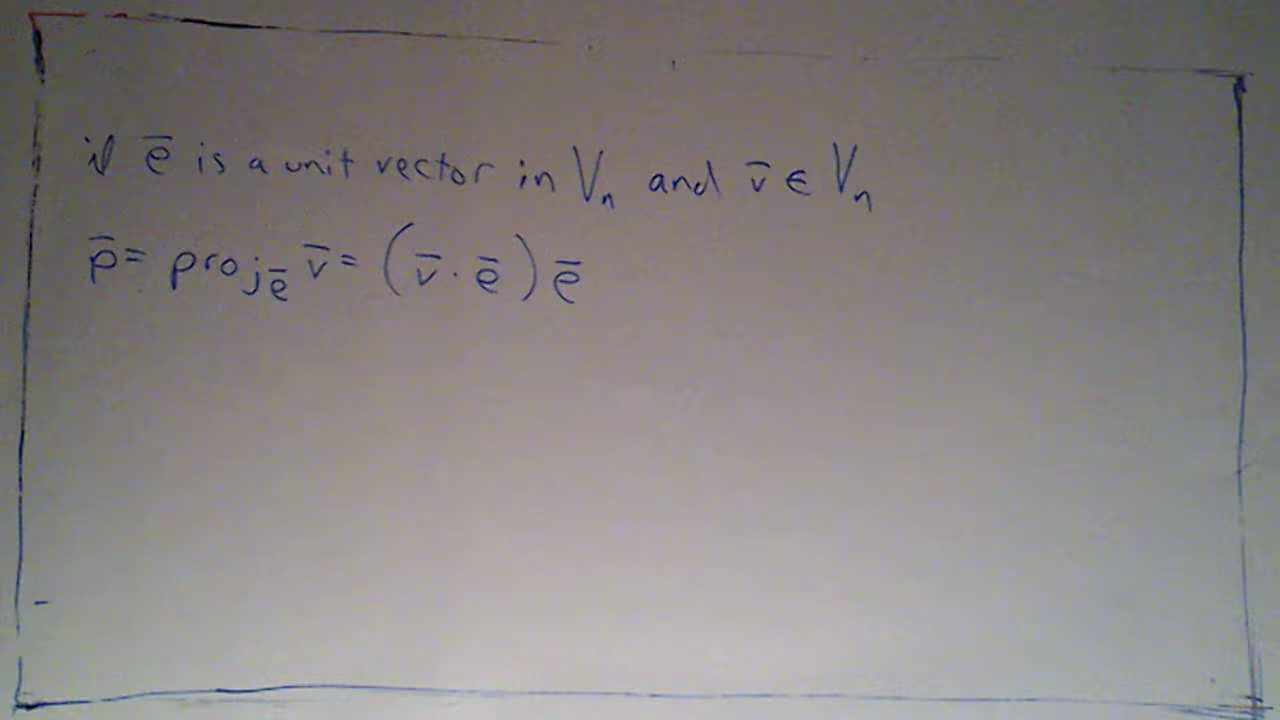 if ē is a unit vector in Vₙ and v̄ ∈ Vₙ
p̄ = proj_ē v̄ = (v̄ · ē) ē